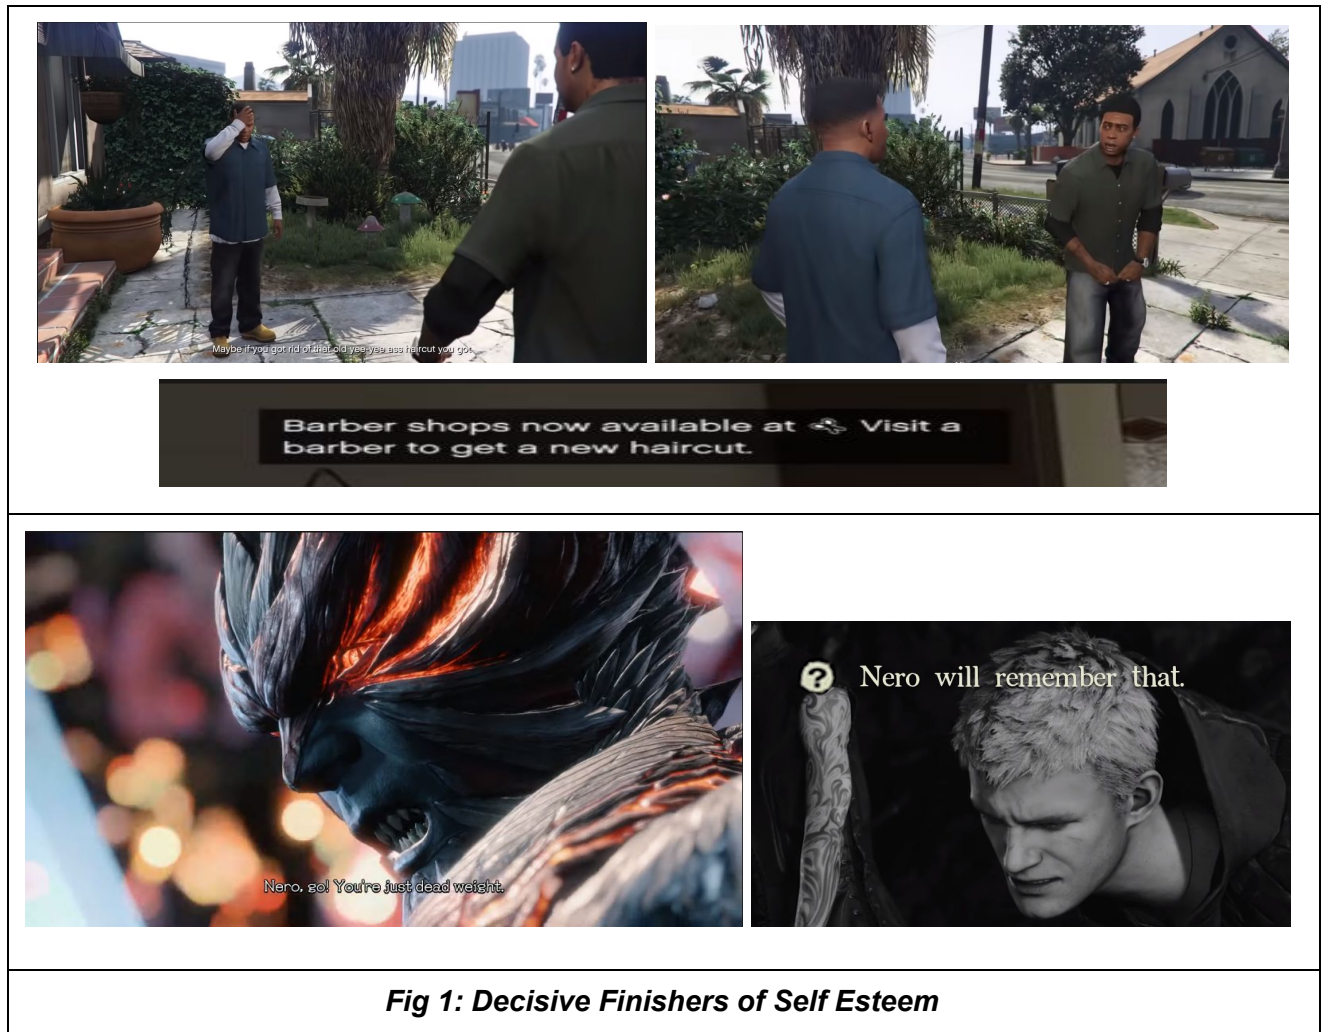 Maybe if you got rid of that old yee-yee ass haircut you got
Barber shops now available at Visit a
barber to get a new haircut.
Nero, go! You're just dead weight.
Nero will remember that.
Fig 1: Decisive Finishers of Self Esteem